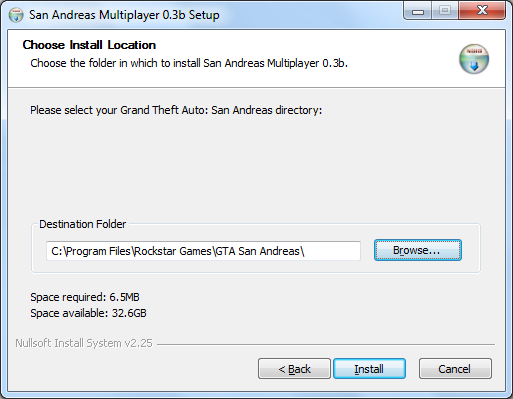 San Andreas Multiplayer 0.3b Setup
Choose Install Location
Choose the folder in which to install San Andreas Multiplayer 0.3b.
Please select your Grand Theft Auto: San Andreas directory:
Destination Folder
C:\Program Files\Rockstar Games\GTA San Andreas\
Browse...
Space required: 6.5MB
Space available: 32.6GB
Nullsoft Install System v2.25
< Back
Install
Cancel